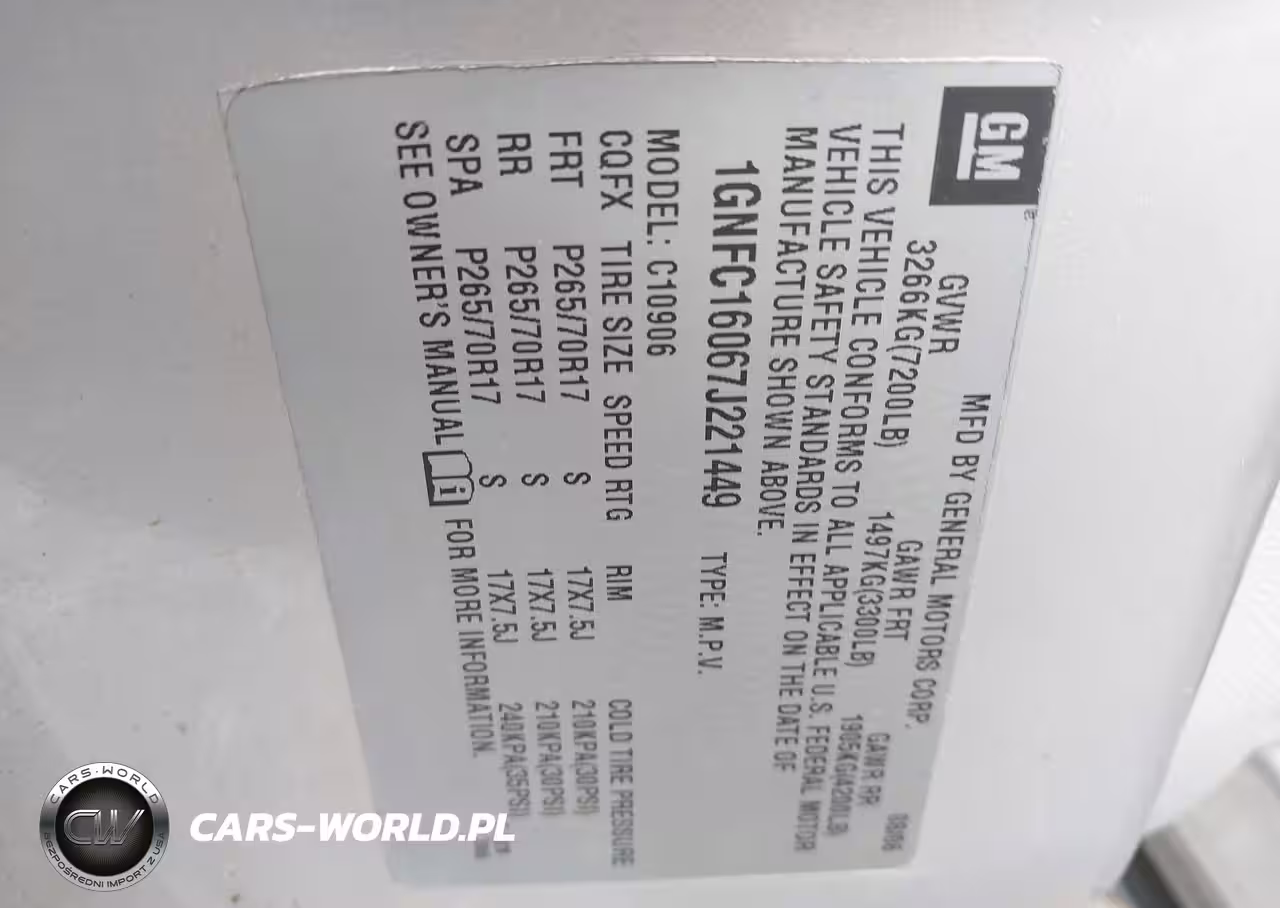 GM
MFD BY GENERAL MOTORS CORP. 08/06
GVWR GAWR FRT GAWR RR
3266KG(7200LB) 1497KG(3300LB) 1905KG(4200LB)
THIS VEHICLE CONFORMS TO ALL APPLICABLE U.S. FEDERAL MOTOR
VEHICLE SAFETY STANDARDS IN EFFECT ON THE DATE OF
MANUFACTURE SHOWN ABOVE.
1GNFC16067J221449 TYPE: M.P.V.
MODEL: C10906
CQFX TIRE SIZE SPEED RTG RIM COLD TIRE PRESSURE
FRT P265/70R17 S 17X7.5J 210KPA(30PSI)
RR P265/70R17 S 17X7.5J 210KPA(30PSI)
SPA P265/70R17 S 17X7.5J 240KPA(35PSI)
SEE OWNER'S MANUAL i FOR MORE INFORMATION.
CARS-WORLD
CW
BEZPOŚREDNI IMPORT Z USA
CARS-WORLD.PL